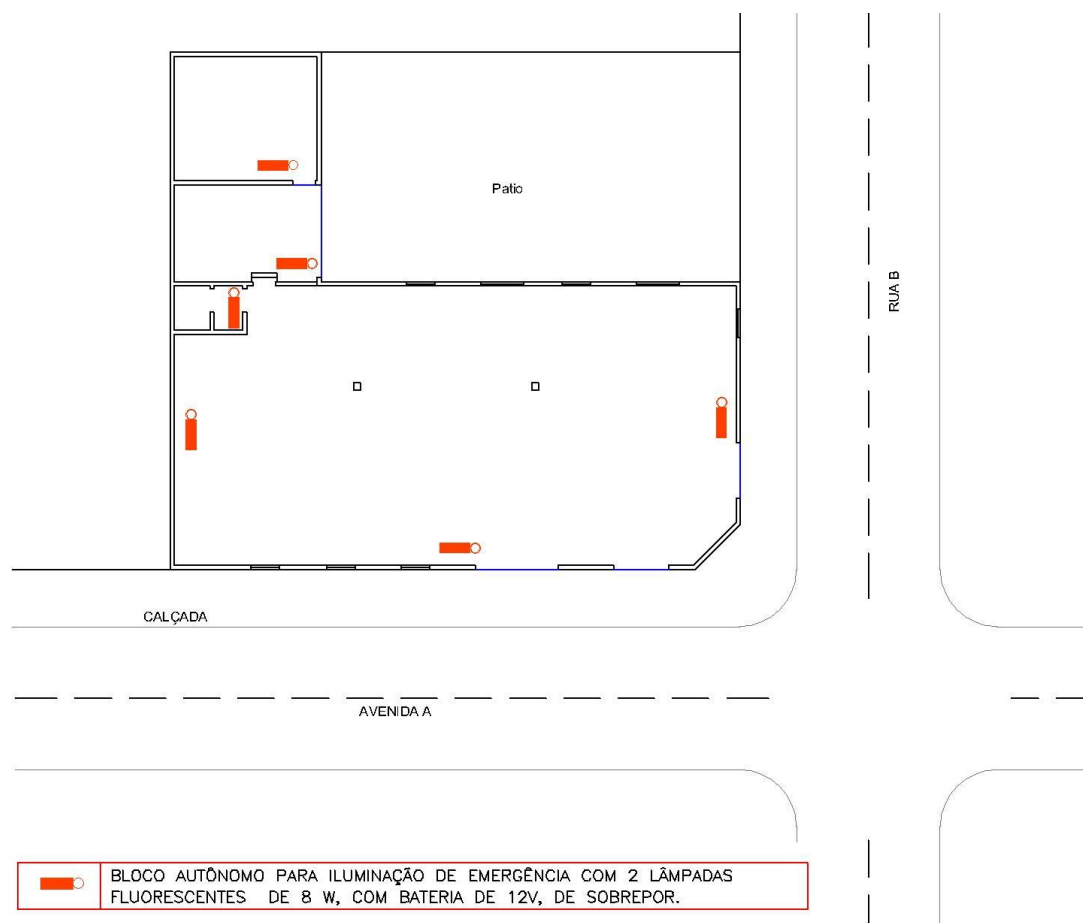 Patio
RUA B
CALÇADA
AVENIDA A
BLOCO AUTÔNOMO PARA ILUMINAÇÃO DE EMERGÊNCIA COM 2 LÂMPADAS
FLUORESCENTES DE 8 W, COM BATERIA DE 12V, DE SOBREPOR.